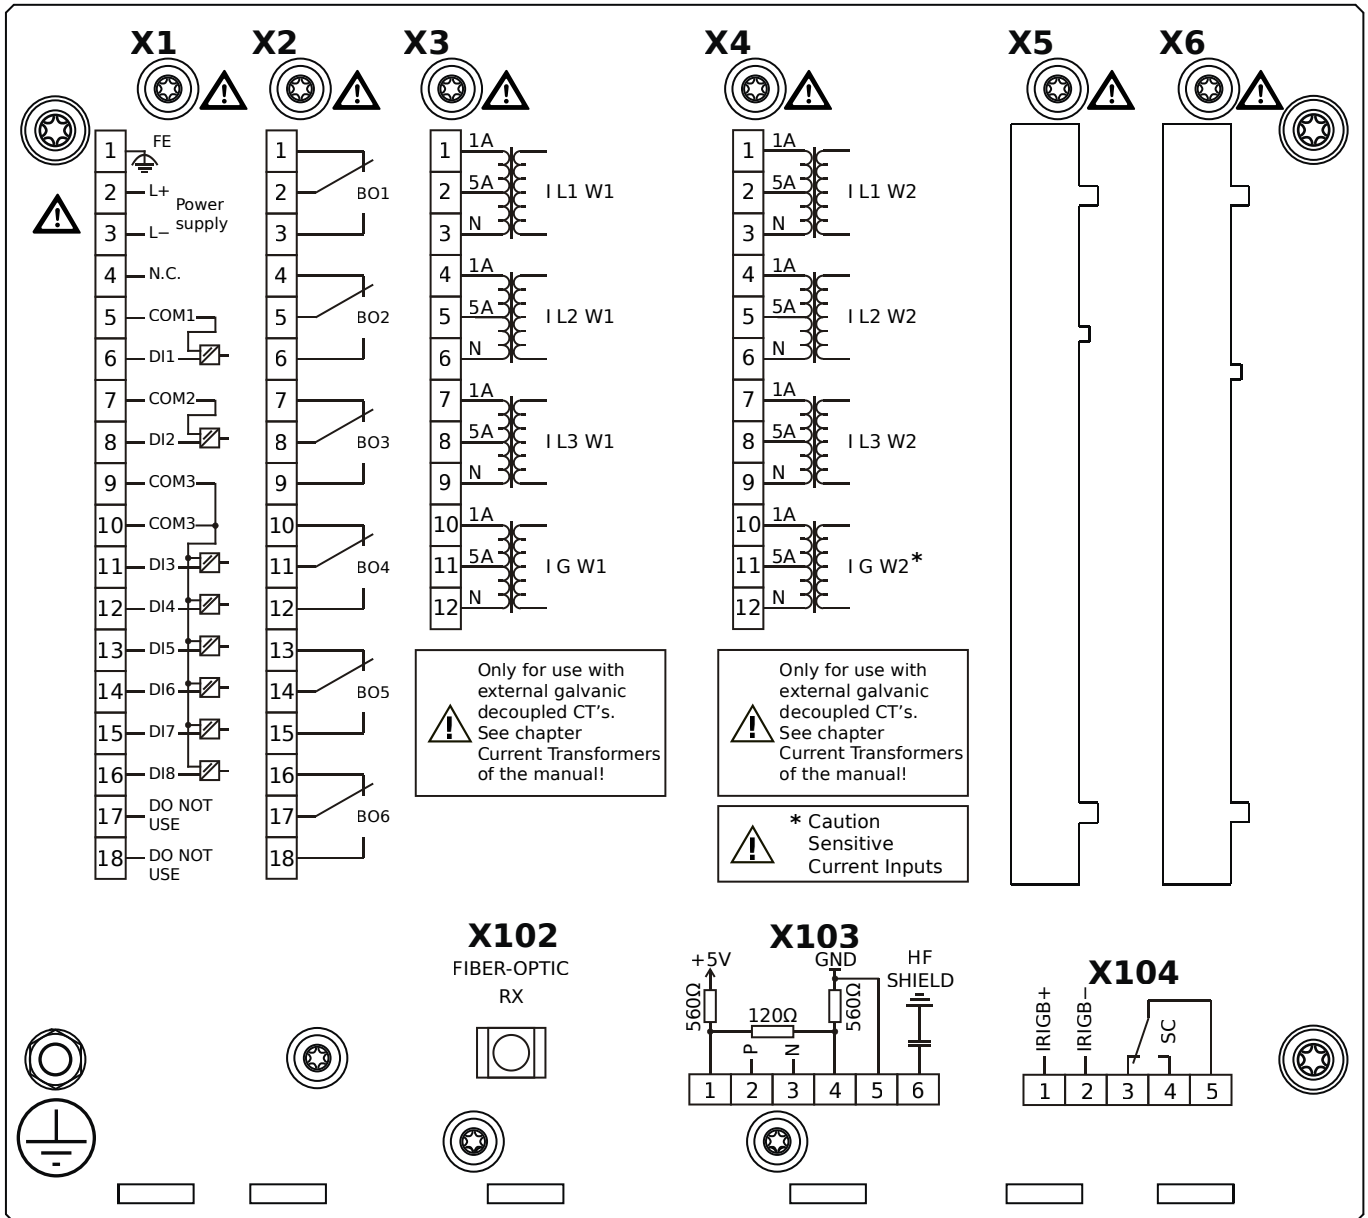 X1 X2 X3 X4 X5 X6
1 FE
2 L+ Power
supply
3 L−
4 N.C.
5 COM1
6 DI1
7 COM2
8 DI2
9 COM3
10 COM3
11 DI3
12 DI4
13 DI5
14 DI6
15 DI7
16 DI8
17 DO NOT
USE
18 DO NOT
USE
1
2 BO1
3
4
5 BO2
6
7
8 BO3
9
10
11 BO4
12
13
14 BO5
15
16
17 BO6
18
1 1A
2 5A I L1 W1
3 N
4 1A
5 5A I L2 W1
6 N
7 1A
8 5A I L3 W1
9 N
10 1A
11 5A I G W1
12 N
Only for use with
external galvanic
decoupled CT's.
See chapter
Current Transformers
of the manual!
1 1A
2 5A I L1 W2
3 N
4 1A
5 5A I L2 W2
6 N
7 1A
8 5A I L3 W2
9 N
10 1A
11 5A I G W2*
12 N
Only for use with
external galvanic
decoupled CT's.
See chapter
Current Transformers
of the manual!
* Caution
Sensitive
Current Inputs
X102
FIBER-OPTIC
RX
X103
+5V GND HF
SHIELD
560Ω 120Ω 560Ω
P N
1 2 3 4 5 6
X104
IRIGB+ IRIGB− SC
1 2 3 4 5